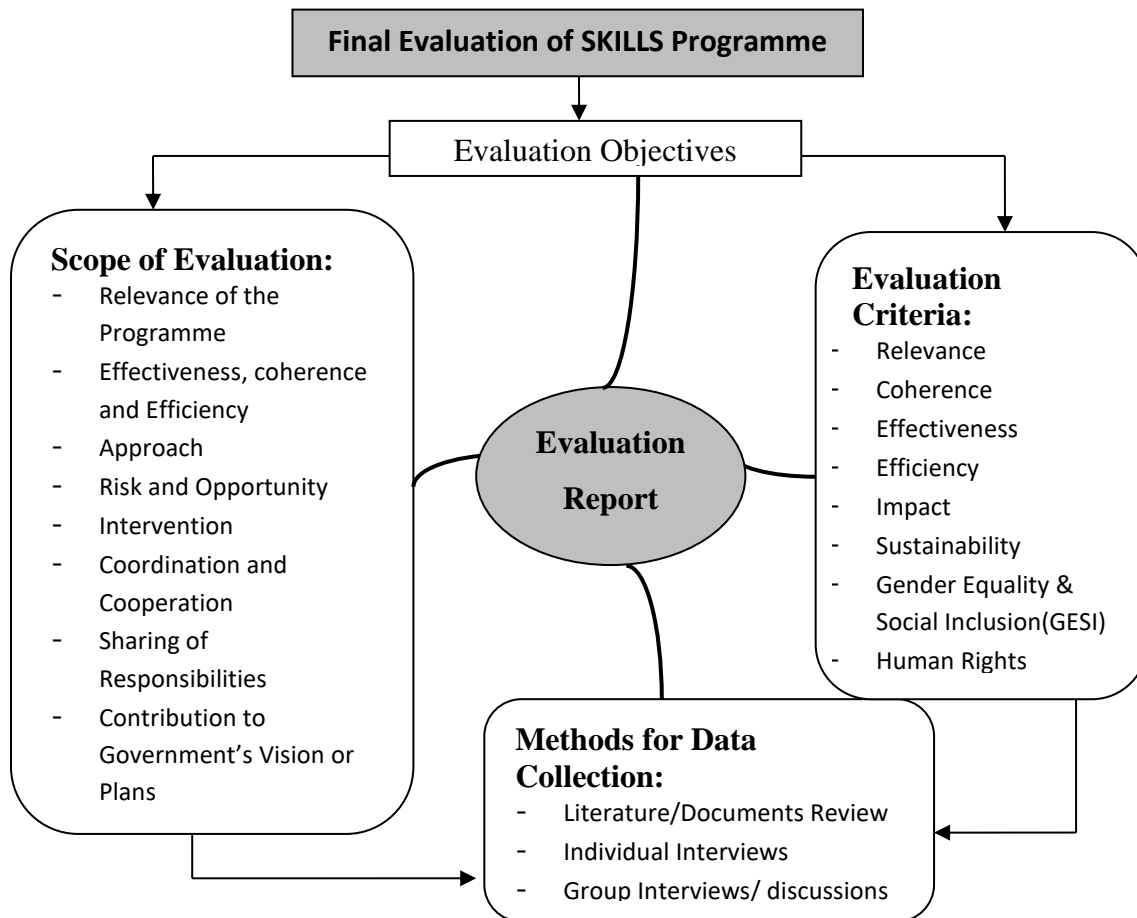 Final Evaluation of SKILLS Programme
Evaluation Objectives
Scope of Evaluation:
- Relevance of the
Programme
- Effectiveness, coherence
and Efficiency
- Approach
- Risk and Opportunity
- Intervention
- Coordination and
Cooperation
- Sharing of
Responsibilities
- Contribution to
Government’s Vision or
Plans
Evaluation
Report
Evaluation
Criteria:
- Relevance
- Coherence
- Effectiveness
- Efficiency
- Impact
- Sustainability
- Gender Equality &
Social Inclusion(GESI)
- Human Rights
Methods for Data
Collection:
- Literature/Documents Review
- Individual Interviews
- Group Interviews/ discussions